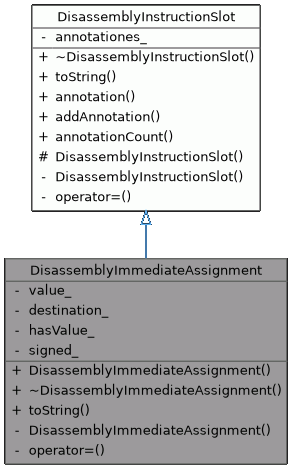 DisassemblyInstructionSlot
- annotationes_
+ ~DisassemblyInstructionSlot()
+ toString()
+ annotation()
+ addAnnotation()
+ annotationCount()
# DisassemblyInstructionSlot()
- DisassemblyInstructionSlot()
- operator=()
DisassemblyImmediateAssignment
- value_
- destination_
- hasValue_
- signed_
+ DisassemblyImmediateAssignment()
+ ~DisassemblyImmediateAssignment()
+ toString()
- DisassemblyImmediateAssignment()
- operator=()